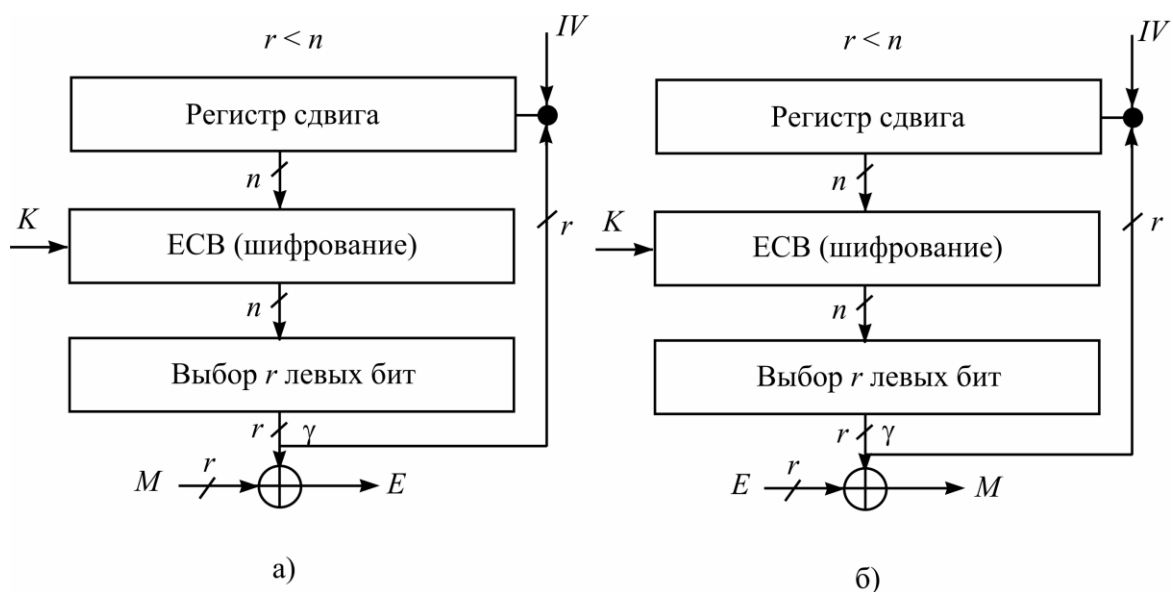 r < n
IV
Регистр сдвига
n
K
r
ECB (шифрование)
n
Выбор r левых бит
r
γ
M
r
E
а)
r < n
IV
Регистр сдвига
n
K
r
ECB (шифрование)
n
Выбор r левых бит
r
γ
E
r
M
б)